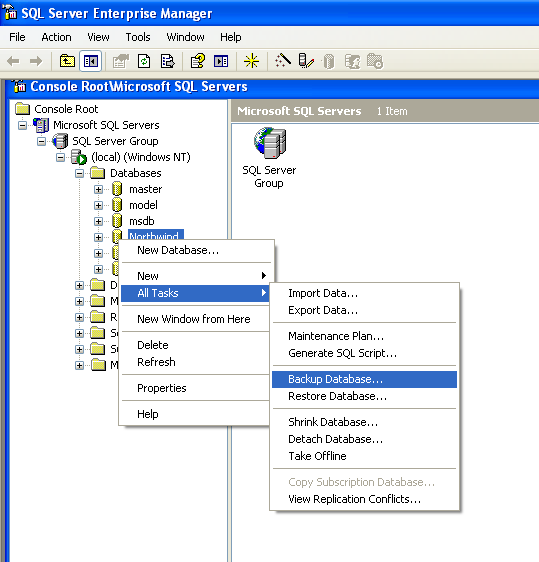 SQL Server Enterprise Manager
File Action View Tools Window Help
Console Root\Microsoft SQL Servers
Console Root
Microsoft SQL Servers
SQL Server Group
(local) (Windows NT)
Databases
master
model
msdb
Northwind
D
M
R
Se
Su
M
Microsoft SQL Servers 1 Item
SQL Server
Group
New Database...
New
All Tasks
New Window from Here
Delete
Refresh
Properties
Help
Import Data...
Export Data...
Maintenance Plan...
Generate SQL Script...
Backup Database...
Restore Database...
Shrink Database...
Detach Database...
Take Offline
Copy Subscription Database...
View Replication Conflicts...